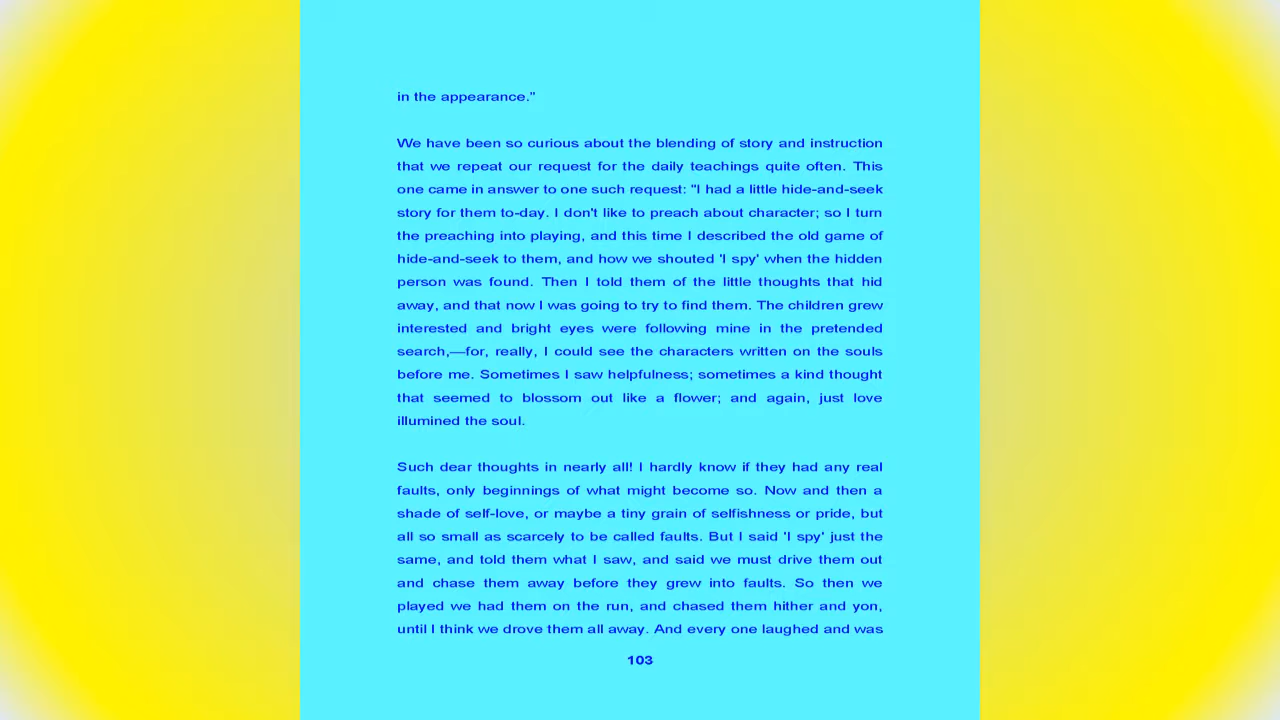 in the appearance."
We have been so curious about the blending of story and instruction
that we repeat our request for the daily teachings quite often. This
one came in answer to one such request: "I had a little hide-and-seek
story for them to-day. I don't like to preach about character; so I turn
the preaching into playing, and this time I described the old game of
hide-and-seek to them, and how we shouted 'I spy' when the hidden
person was found. Then I told them of the little thoughts that hid
away, and that now I was going to try to find them. The children grew
interested and bright eyes were following mine in the pretended
search,—for, really, I could see the characters written on the souls
before me. Sometimes I saw helpfulness; sometimes a kind thought
that seemed to blossom out like a flower; and again, just love
illumined the soul.
Such dear thoughts in nearly all! I hardly know if they had any real
faults, only beginnings of what might become so. Now and then a
shade of self-love, or maybe a tiny grain of selfishness or pride, but
all so small as scarcely to be called faults. But I said 'I spy' just the
same, and told them what I saw, and said we must drive them out
and chase them away before they grew into faults. So then we
played we had them on the run, and chased them hither and yon,
until I think we drove them all away. And every one laughed and was
103